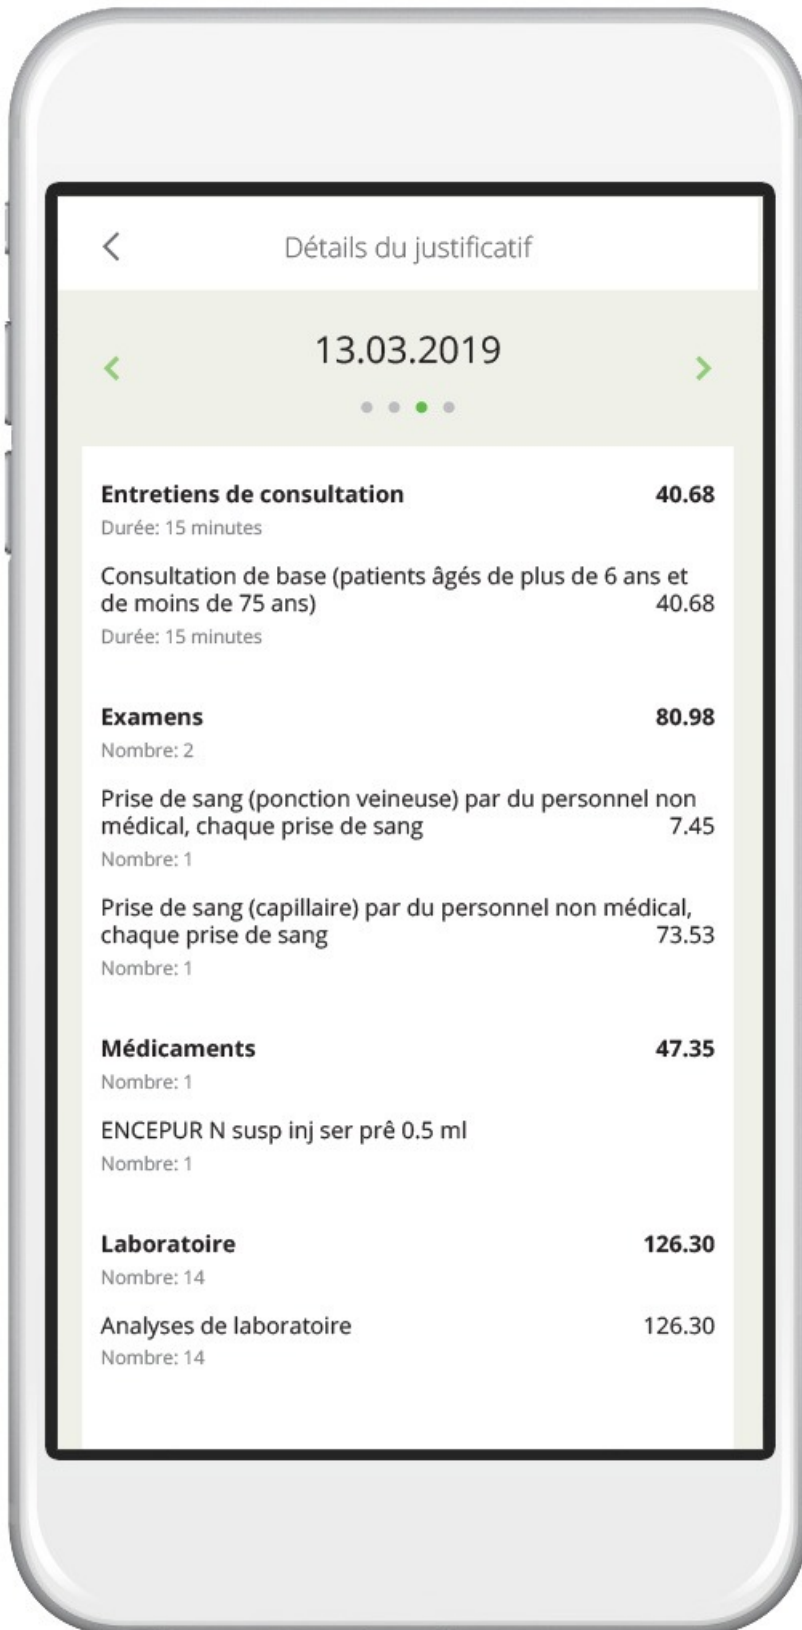 Détails du justificatif
13.03.2019
Entretiens de consultation 40.68
Durée: 15 minutes
Consultation de base (patients âgés de plus de 6 ans et
de moins de 75 ans) 40.68
Durée: 15 minutes
Examens 80.98
Nombre: 2
Prise de sang (ponction veineuse) par du personnel non
médical, chaque prise de sang 7.45
Nombre: 1
Prise de sang (capillaire) par du personnel non médical,
chaque prise de sang 73.53
Nombre: 1
Médicaments 47.35
Nombre: 1
ENCEPUR N susp inj ser prê 0.5 ml
Nombre: 1
Laboratoire 126.30
Nombre: 14
Analyses de laboratoire 126.30
Nombre: 14